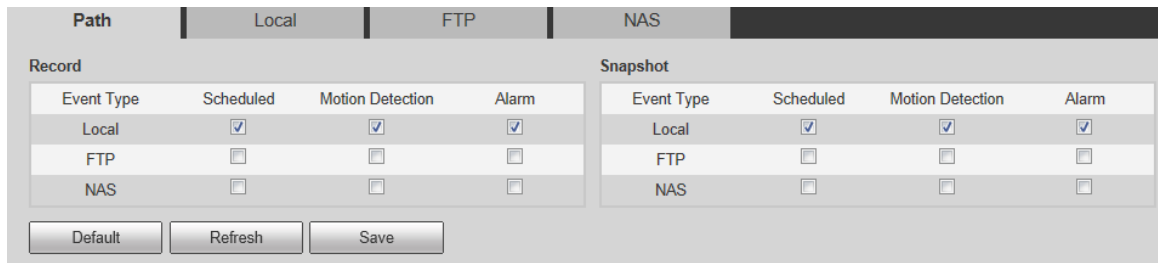 Path Local FTP NAS
Record Snapshot
Event Type Scheduled Motion Detection Alarm Event Type Scheduled Motion Detection Alarm
Local Local
FTP FTP
NAS NAS
Default Refresh Save